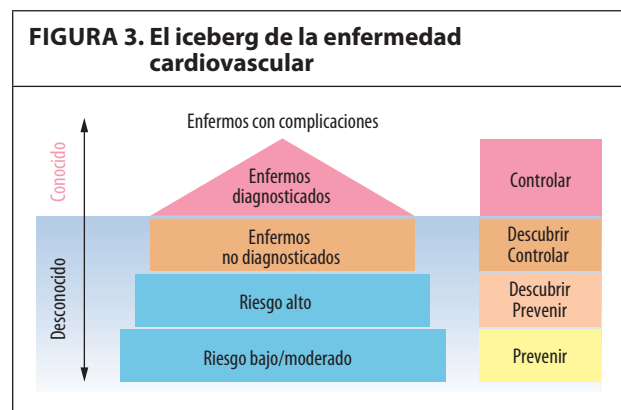 FIGURA 3. El iceberg de la enfermedad
cardiovascular
Enfermos con complicaciones
Conocido
Enfermos
diagnosticados
Controlar
Desconocido
Enfermos
no diagnosticados
Descubrir
Controlar
Riesgo alto
Descubrir
Prevenir
Riesgo bajo/moderado
Prevenir